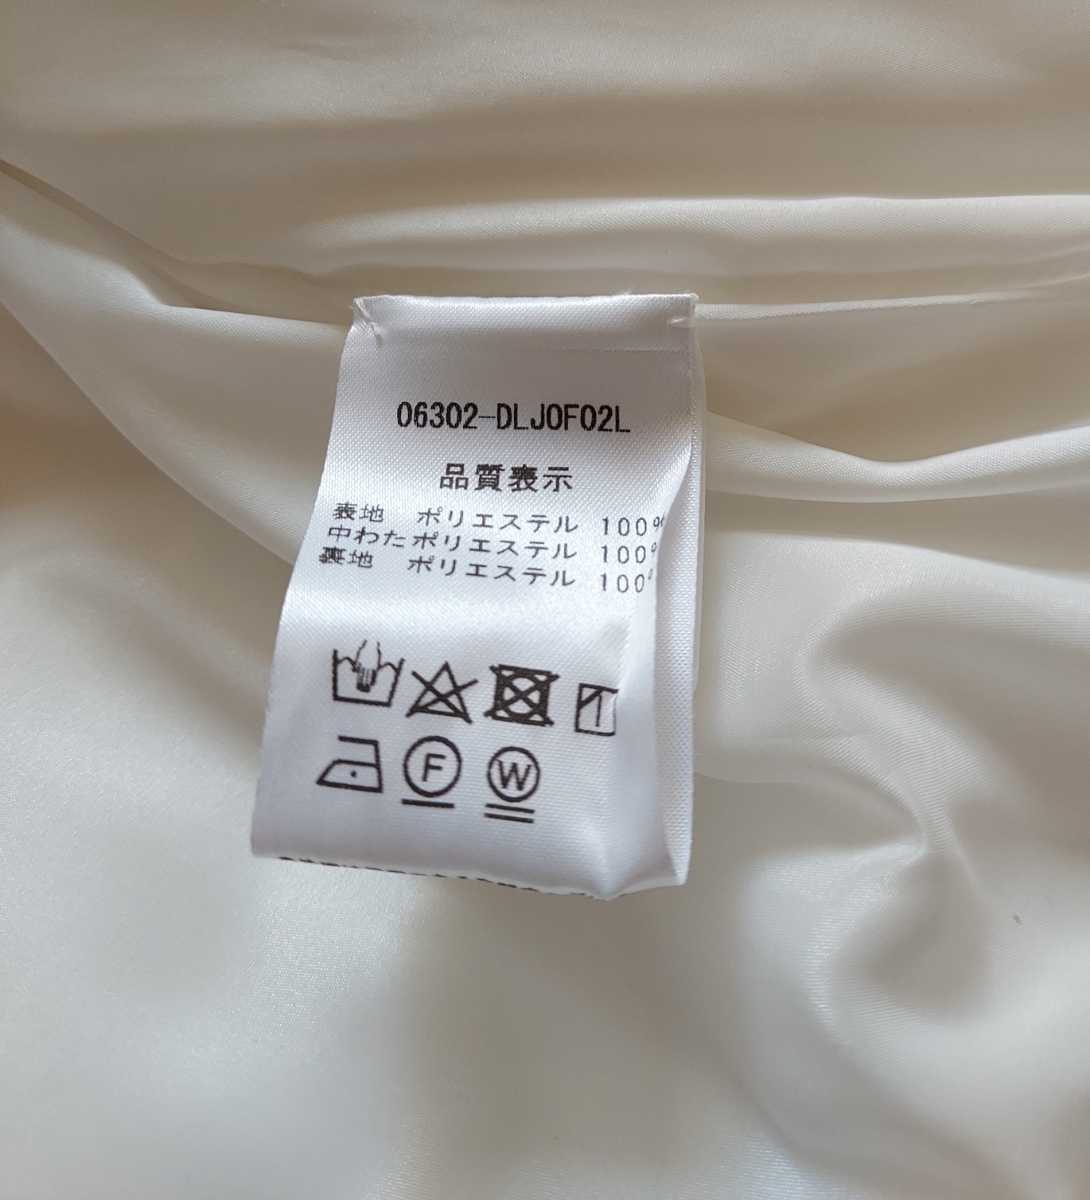 06302-DLJ0F02L
品質表示
表地 ポリエステル 100%
中わた ポリエステル 100%
裏地 ポリエステル 100%
F
W